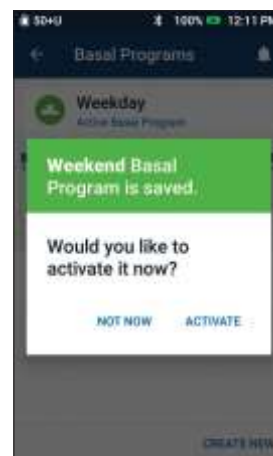 50+U 100% 12:11 PM
Basal Programs
Weekday
Active Basal Program
Weekend Basal
Program is saved.
Would you like to
activate it now?
NOT NOW ACTIVATE
CREATE NEW